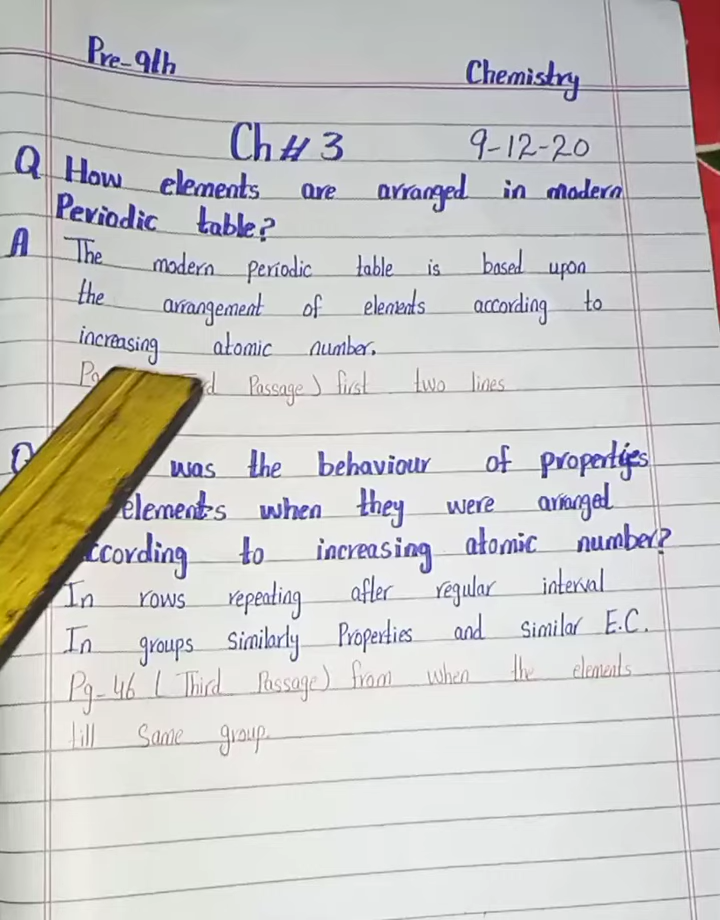 Pre-9th
Chemistry
Ch # 3 9-12-20
Q How elements are arranged in modern
Periodic table?
A The modern periodic table is based upon
the arrangement of elements according to
increasing atomic number.
Passage) first two lines
was the behaviour of properties
elements when they were arranged
to increasing atomic number?
In rows repeating after regular interval
In groups Similarly Properties and similar E.C.
Pg-46 (Third Passage) from when the elements
till Same group.